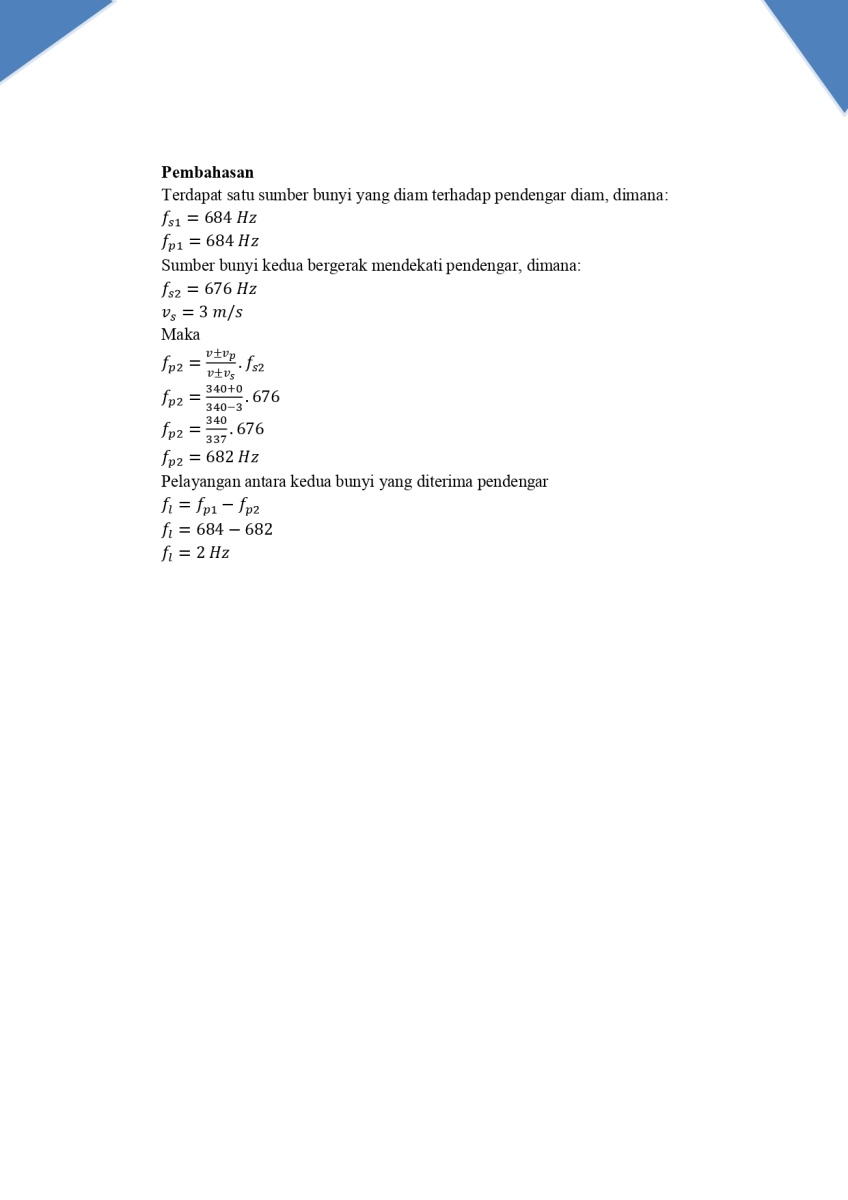 Pembahasan
Terdapat satu sumber bunyi yang diam terhadap pendengar diam, dimana:
f_{s1} = 684 Hz
f_{p1} = 684 Hz
Sumber bunyi kedua bergerak mendekati pendengar, dimana:
f_{s2} = 676 Hz
v_s = 3 m/s
Maka
f_{p2} = \frac{v±v_p}{v±v_s} . f_{s2}
f_{p2} = \frac{340+0}{340−3} . 676
f_{p2} = \frac{340}{337} . 676
f_{p2} = 682 Hz
Pelayangan antara kedua bunyi yang diterima pendengar
f_l = f_{p1} − f_{p2}
f_l = 684 − 682
f_l = 2 Hz